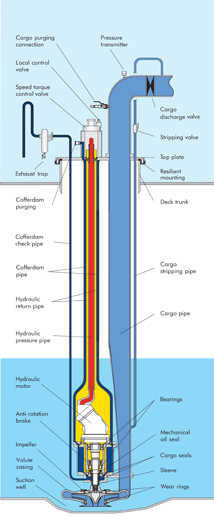 Cargo purging
connection
Pressure
transmitter
Local control
valve
Speed torque
control valve
Cargo
discharge valve
Stripping valve
Exhaust trap
Top plate
Resilient
mounting
Cofferdam
purging
Deck trunk
Cofferdam
check pipe
Cofferdam
pipe
Cargo
stripping pipe
Hydraulic
return pipe
Cargo pipe
Hydraulic
pressure pipe
Hydraulic
motor
Bearings
Anti-rotation
brake
Mechanical
oil seal
Impeller
Cargo seals
Volute
casing
Sleeve
Suction
well
Wear rings